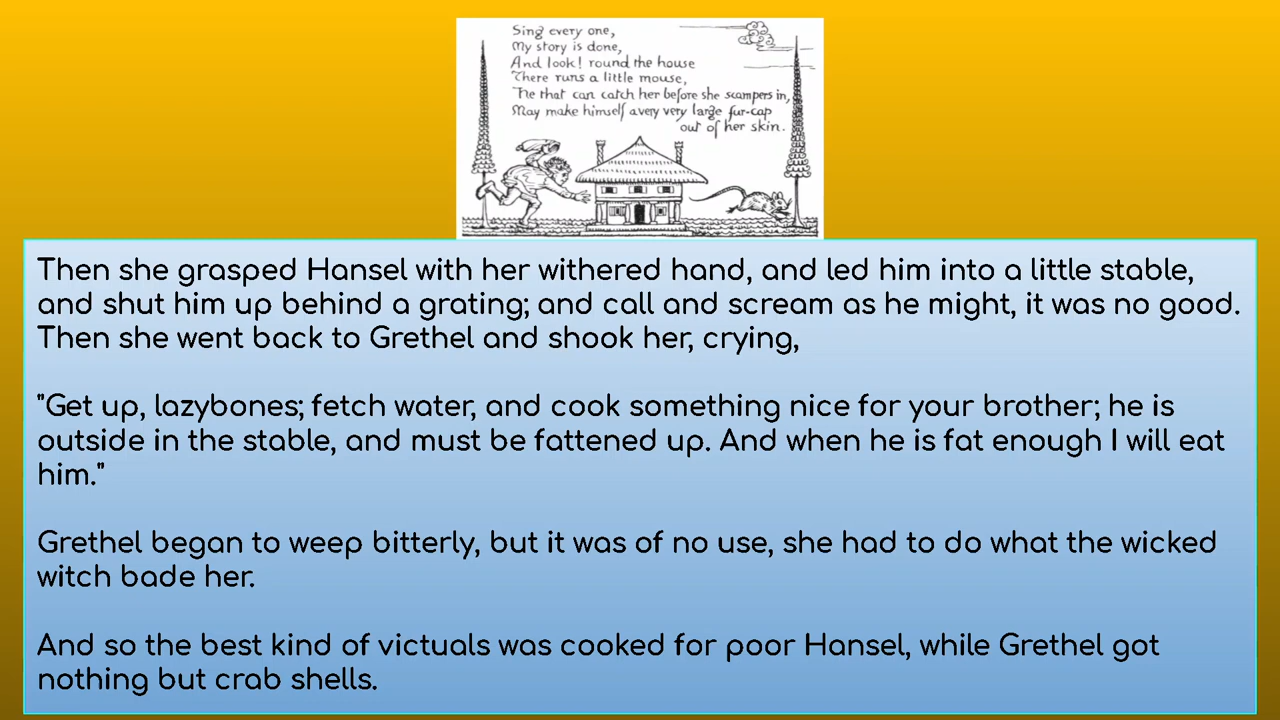 Sing every one,
My story is done,
And look! round the house
There runs a little mouse,
He that can catch her before she scampers in,
May make himself a very very large fur-cap
out of her skin.
Then she grasped Hansel with her withered hand, and led him into a little stable,
and shut him up behind a grating; and call and scream as he might, it was no good.
Then she went back to Grethel and shook her, crying,
"Get up, lazybones; fetch water, and cook something nice for your brother; he is
outside in the stable, and must be fattened up. And when he is fat enough I will eat
him."
Grethel began to weep bitterly, but it was of no use, she had to do what the wicked
witch bade her.
And so the best kind of victuals was cooked for poor Hansel, while Grethel got
nothing but crab shells.